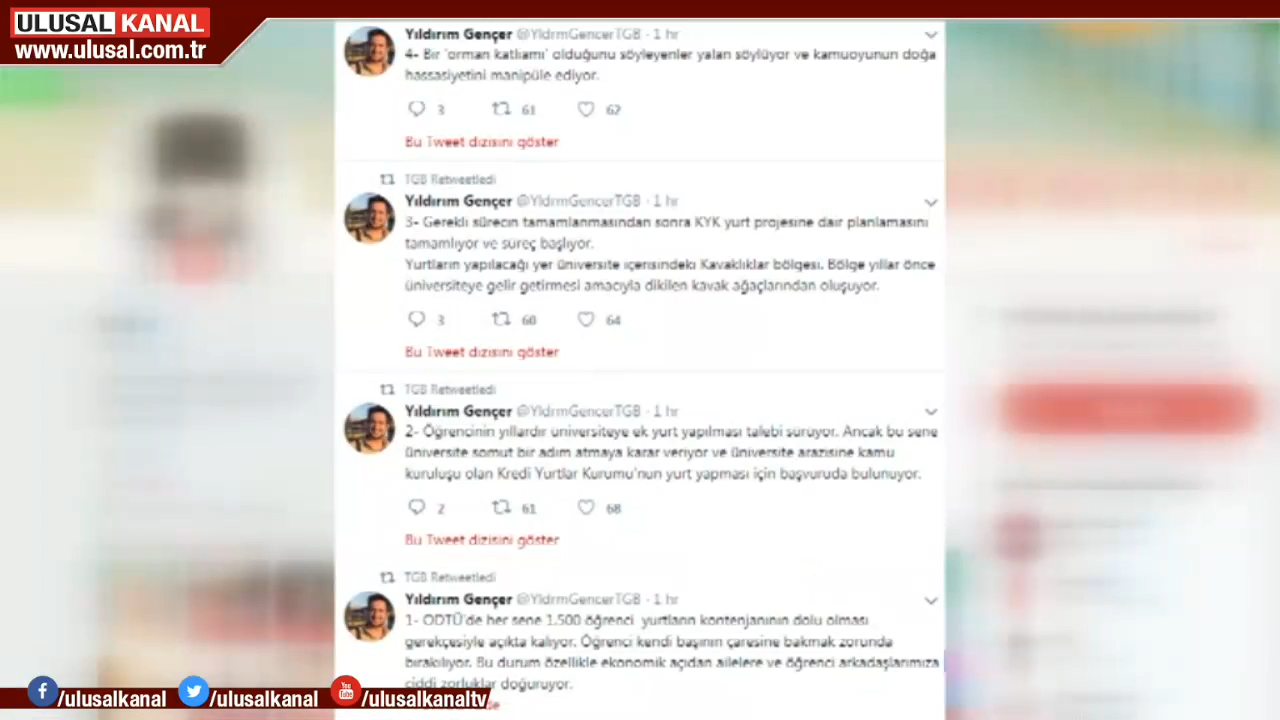 ULUSAL KANAL
www.ulusal.com.tr
Yıldırım Gençer @YldrmGencerTGB · 1 hr
4- Bir 'orman katliamı' olduğunu söyleyenler yalan söylüyor ve kamuoyunun doğa
hassasiyetini manipüle ediyor.
3 61 62
Bu Tweet dizisini göster
TGB Retweetledi
Yıldırım Gençer @YldrmGencerTGB · 1 hr
3- Gerekli sürecin tamamlanmasından sonra KYK yurt projesine dair planlamasını
tamamlıyor ve süreç başlıyor.
Yurtların yapılacağı yer üniversite içerisindeki Kavaklıklar bölgesi. Bölge yıllar önce
üniversiteye gelir getirmesi amacıyla dikilen kavak ağaçlarından oluşuyor.
3 60 64
Bu Tweet dizisini göster
TGB Retweetledi
Yıldırım Gençer @YldrmGencerTGB · 1 hr
2- Öğrencinin yıllardır üniversiteye ek yurt yapılması talebi sürüyor. Ancak bu sene
üniversite somut bir adım atmaya karar veriyor ve üniversite arazisine kamu
kuruluşu olan Kredi Yurtlar Kurumu'nun yurt yapması için başvuruda bulunuyor.
2 61 68
Bu Tweet dizisini göster
TGB Retweetledi
Yıldırım Gençer @YldrmGencerTGB · 1 hr
1- ODTÜ'de her sene 1.500 öğrenci yurtların kontenjanının dolu olması
gerekçesiyle açıkta kalıyor. Öğrenci kendi başının çaresine bakmak zorunda
bırakılıyor. Bu durum özellikle ekonomik açıdan ailelere ve öğrenci arkadaşlarımıza
ciddi zorluklar doğuruyor.
/ulusalkanal /ulusalkanal You Tube /ulusalkanaltv